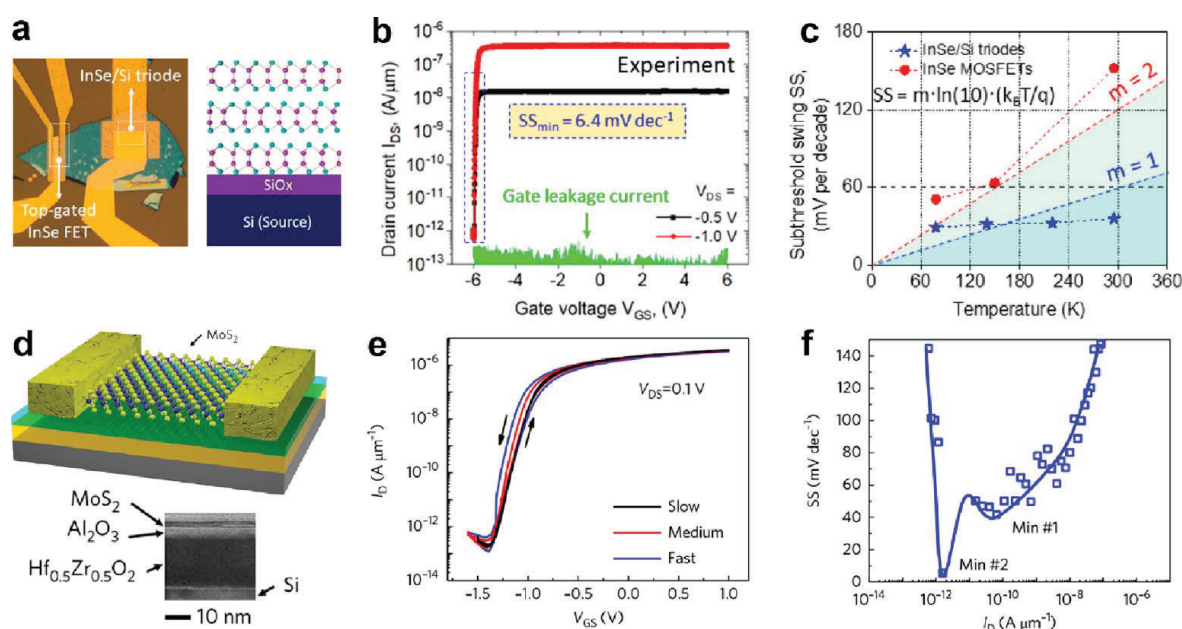 a
InSe/Si triode
Top-gated
InSe FET
SiOx
Si (Source)
b
Drain current I_DS, (A/μm)
10⁻⁶
10⁻⁷
10⁻⁸
10⁻⁹
10⁻¹⁰
10⁻¹¹
10⁻¹²
10⁻¹³
Experiment
SS_min = 6.4 mV dec⁻¹
Gate leakage current
V_DS =
-0.5 V
-1.0 V
-6 -4 -2 0 2 4 6
Gate voltage V_GS, (V)
c
Subthreshold swing SS,
(mV per decade)
180
120
60
0
InSe/Si triodes
InSe MOSFETs
SS = m·ln(10)·(k_BT/q)
m = 2
m = 1
0 60 120 180 240 300 360
Temperature (K)
d
MoS₂
MoS₂
Al₂O₃
Hf₀.₅Zr₀.₅O₂
Si
10 nm
e
I_D (A μm⁻¹)
10⁻⁶
10⁻⁸
10⁻¹⁰
10⁻¹²
10⁻¹⁴
V_DS=0.1 V
Slow
Medium
Fast
-1.5 -1.0 -0.5 0.0 0.5 1.0
V_GS (V)
f
SS (mV dec⁻¹)
140
120
100
80
60
40
20
0
Min #1
Min #2
10⁻¹⁴ 10⁻¹² 10⁻¹⁰ 10⁻⁸ 10⁻⁶
I_D (A μm⁻¹)